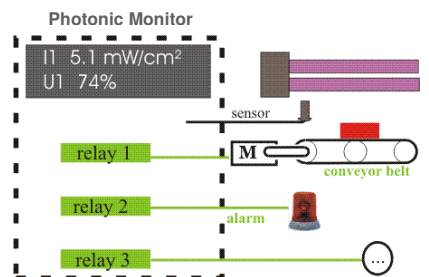 Photonic Monitor
I1 5.1 mW/cm²
U1 74%
sensor
relay 1
M
conveyor belt
relay 2
alarm
relay 3
...